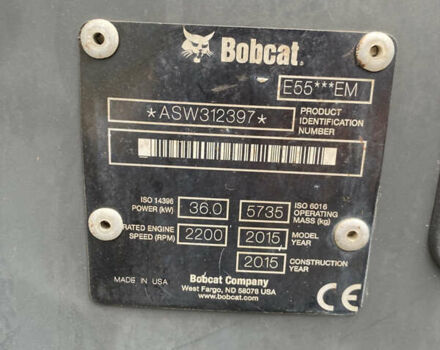 Bobcat
E55***EM
*ASW312397*
PRODUCT
IDENTIFICATION
NUMBER
ISO 14396
POWER (kW)
36.0
5735
ISO 6016
OPERATING
MASS (kg)
RATED ENGINE
SPEED (RPM)
2200
2015
MODEL
YEAR
2015
CONSTRUCTION
YEAR
MADE IN USA
Bobcat Company
West Fargo, ND 58078 USA
www.bobcat.com
CE